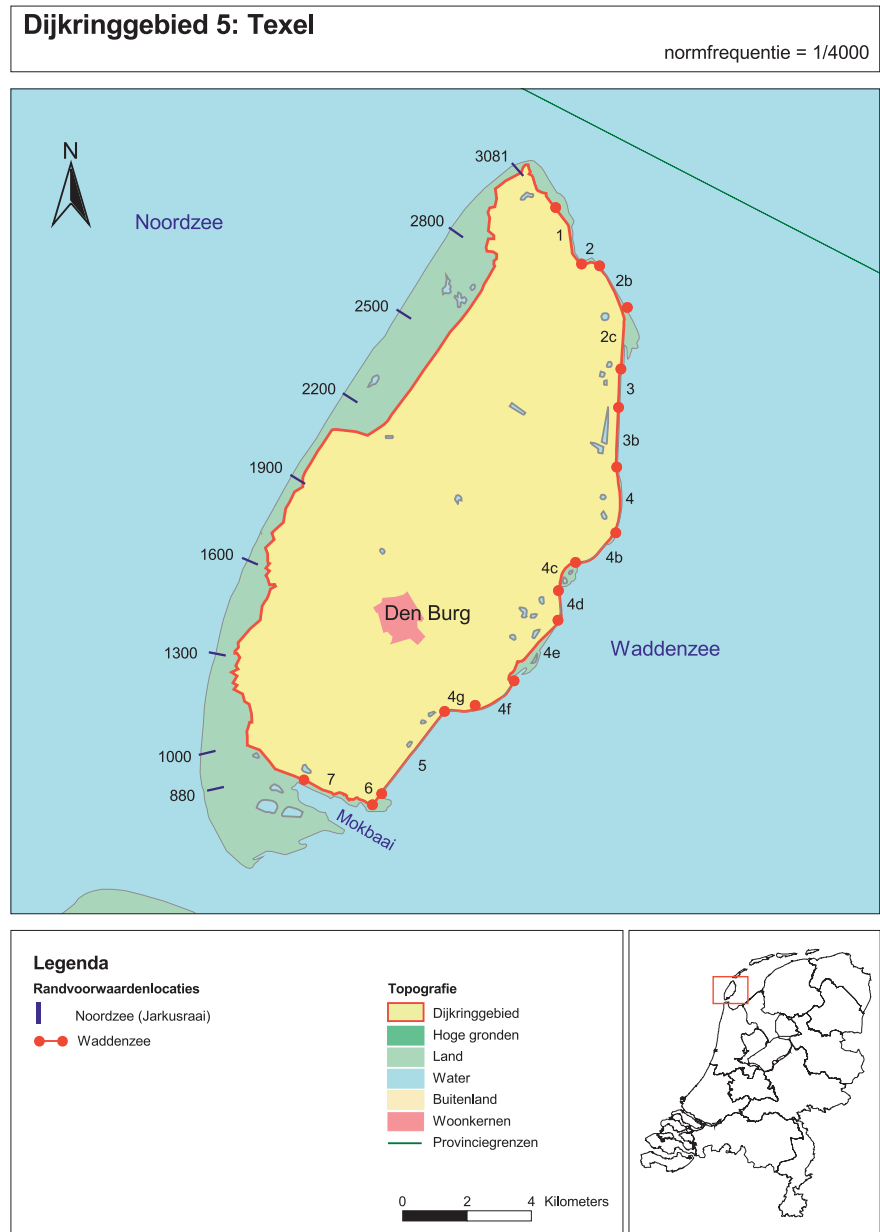 Dijkringgebied 5: Texel
normfrequentie = 1/4000
N
3081
Noordzee
2800
1
2
2b
2500
2c
2200
3
3b
1900
4
1600
4b
4c
4d
Den Burg
1300
4e
Waddenzee
4g
4f
1000
5
7
6
880
Mokbaai
Legenda
Randvoorwaardenlocaties
Noordzee (Jarkusraai)
Waddenzee
Topografie
Dijkringgebied
Hoge gronden
Land
Water
Buitenland
Woonkernen
Provinciegrenzen
0 2 4 Kilometers